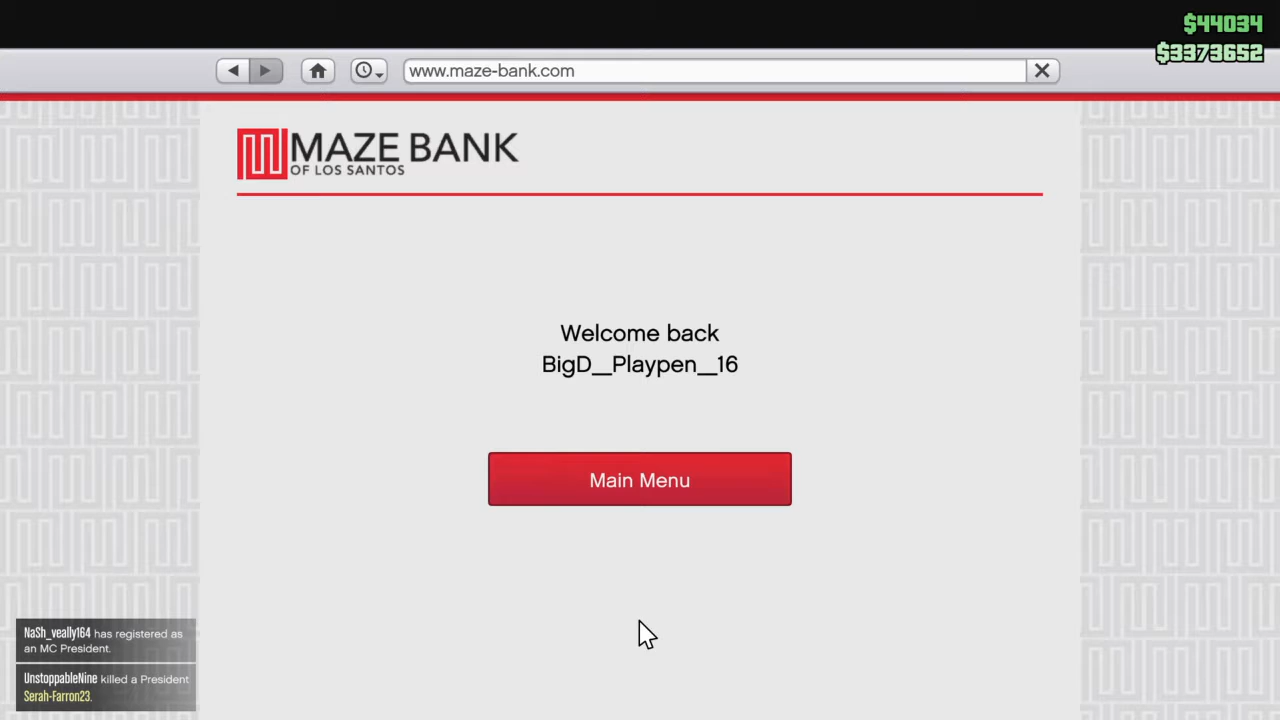 $44034
$3373652
www.maze-bank.com
MAZE BANK
OF LOS SANTOS
Welcome back
BigD__Playpen__16
Main Menu
NaSh_veally164 has registered as
an MC President.
UnstoppableNine killed a President
Serah-Farron23.